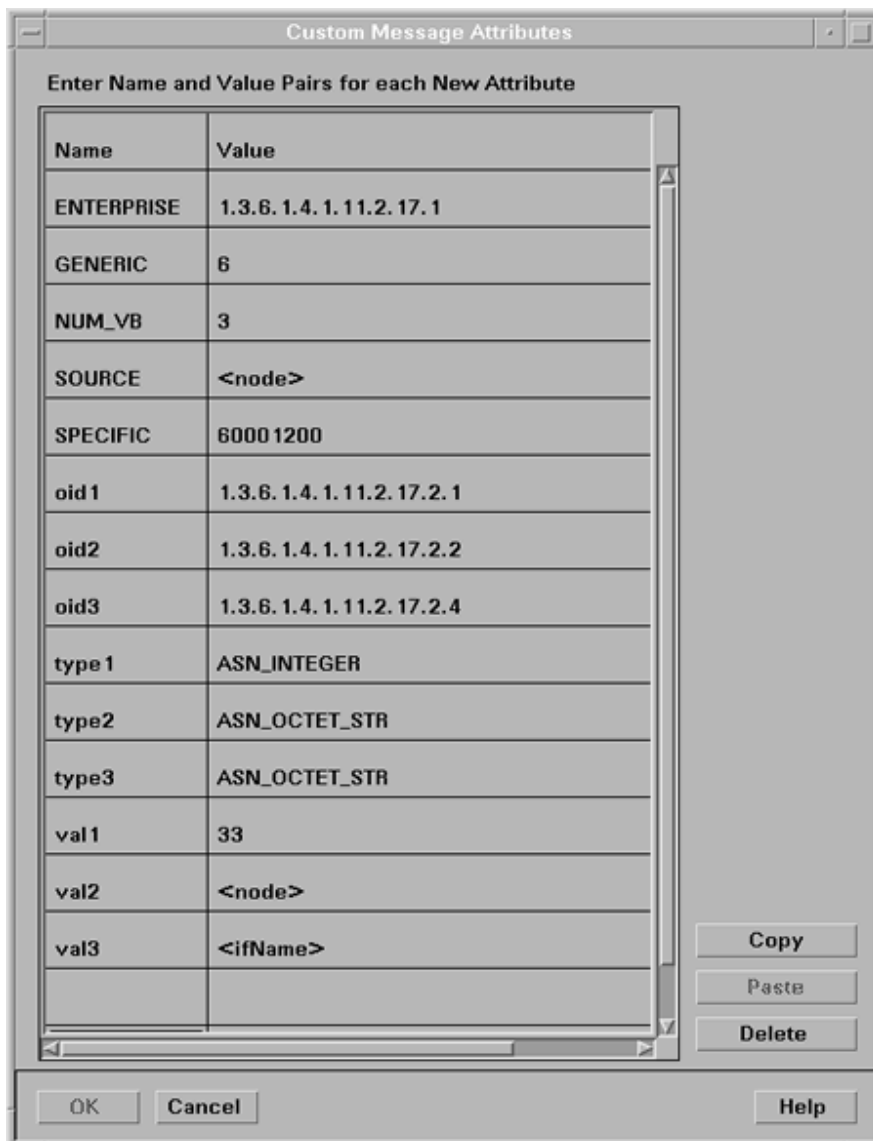 Custom Message Attributes
Enter Name and Value Pairs for each New Attribute
Name Value
ENTERPRISE 1.3.6.1.4.1.11.2.17.1
GENERIC 6
NUM_VB 3
SOURCE <node>
SPECIFIC 60001200
oid1 1.3.6.1.4.1.11.2.17.2.1
oid2 1.3.6.1.4.1.11.2.17.2.2
oid3 1.3.6.1.4.1.11.2.17.2.4
type1 ASN_INTEGER
type2 ASN_OCTET_STR
type3 ASN_OCTET_STR
val1 33
val2 <node>
val3 <ifName>
Copy
Paste
Delete
OK Cancel Help